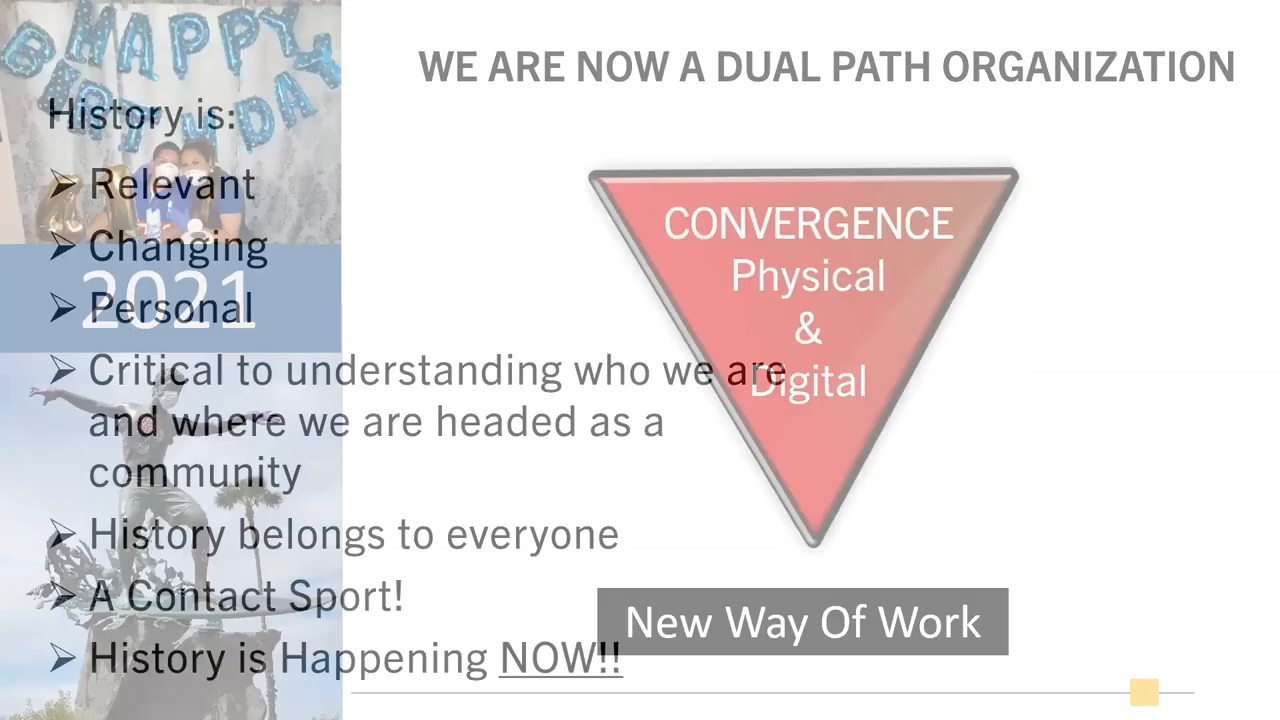 WE ARE NOW A DUAL PATH ORGANIZATION
HAPPY
BIRTHDAY
History is:
Relevant
Changing
Personal
Critical to understanding who we are
and where we are headed as a
community
History belongs to everyone
A Contact Sport!
History is Happening NOW!!
2021
CONVERGENCE
Physical
&
Digital
New Way Of Work